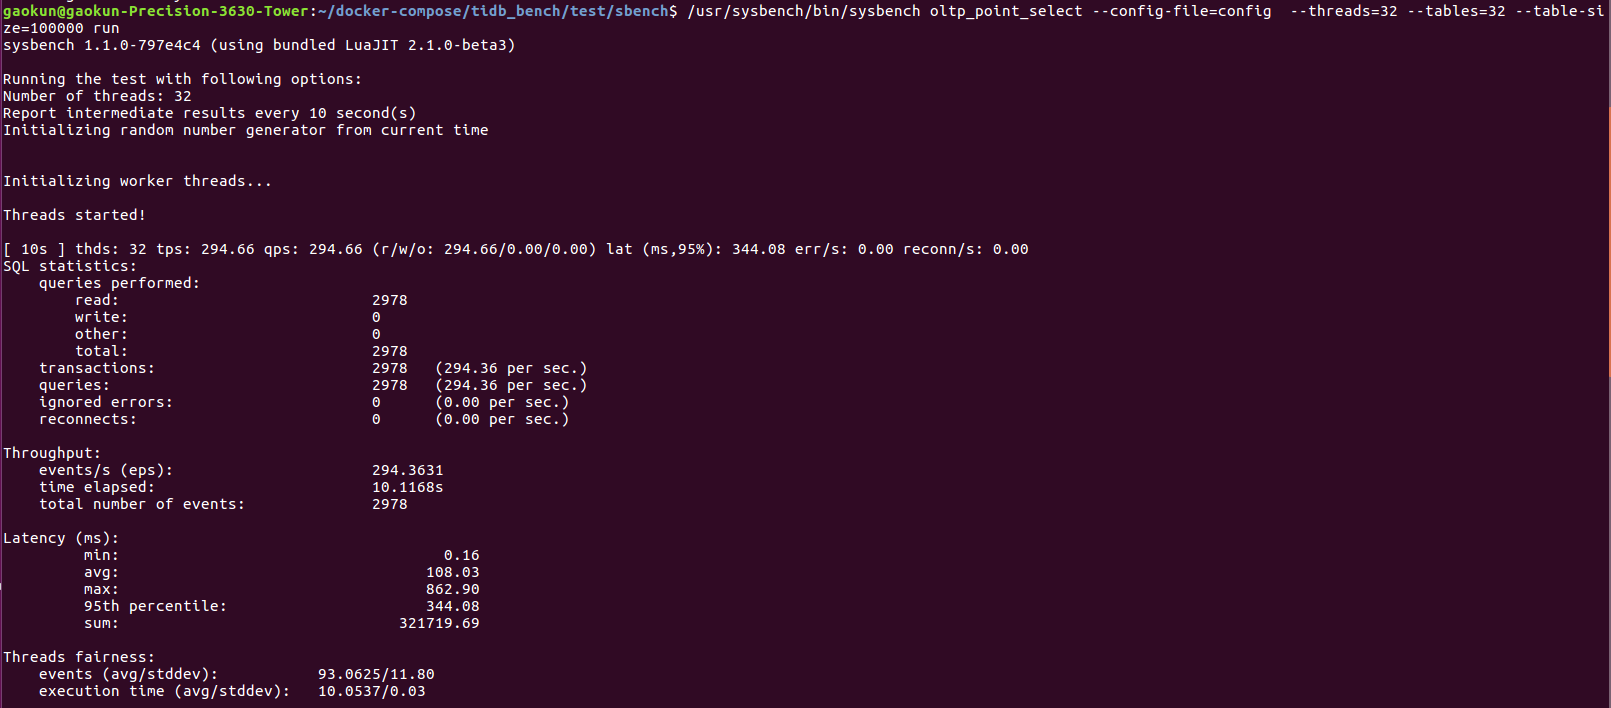 gaokun@gaokun-Precision-3630-Tower:~/docker-compose/tidb_bench/test/sbench$ /usr/sysbench/bin/sysbench oltp_point_select --config-file=config  --threads=32 --tables=32 --table-si
ze=100000 run
sysbench 1.1.0-797e4c4 (using bundled LuaJIT 2.1.0-beta3)
Running the test with following options:
Number of threads: 32
Report intermediate results every 10 second(s)
Initializing random number generator from current time
Initializing worker threads...
Threads started!
[ 10s ] thds: 32 tps: 294.66 qps: 294.66 (r/w/o: 294.66/0.00/0.00) lat (ms,95%): 344.08 err/s: 0.00 reconn/s: 0.00
SQL statistics:
    queries performed:
        read:                            2978
        write:                           0
        other:                           0
        total:                           2978
    transactions:                        2978   (294.36 per sec.)
    queries:                             2978   (294.36 per sec.)
    ignored errors:                      0      (0.00 per sec.)
    reconnects:                          0      (0.00 per sec.)
Throughput:
    events/s (eps):                      294.3631
    time elapsed:                        10.1168s
    total number of events:              2978
Latency (ms):
         min:                                    0.16
         avg:                                  108.03
         max:                                  862.90
         95th percentile:                      344.08
         sum:                               321719.69
Threads fairness:
    events (avg/stddev):           93.0625/11.80
    execution time (avg/stddev):   10.0537/0.03